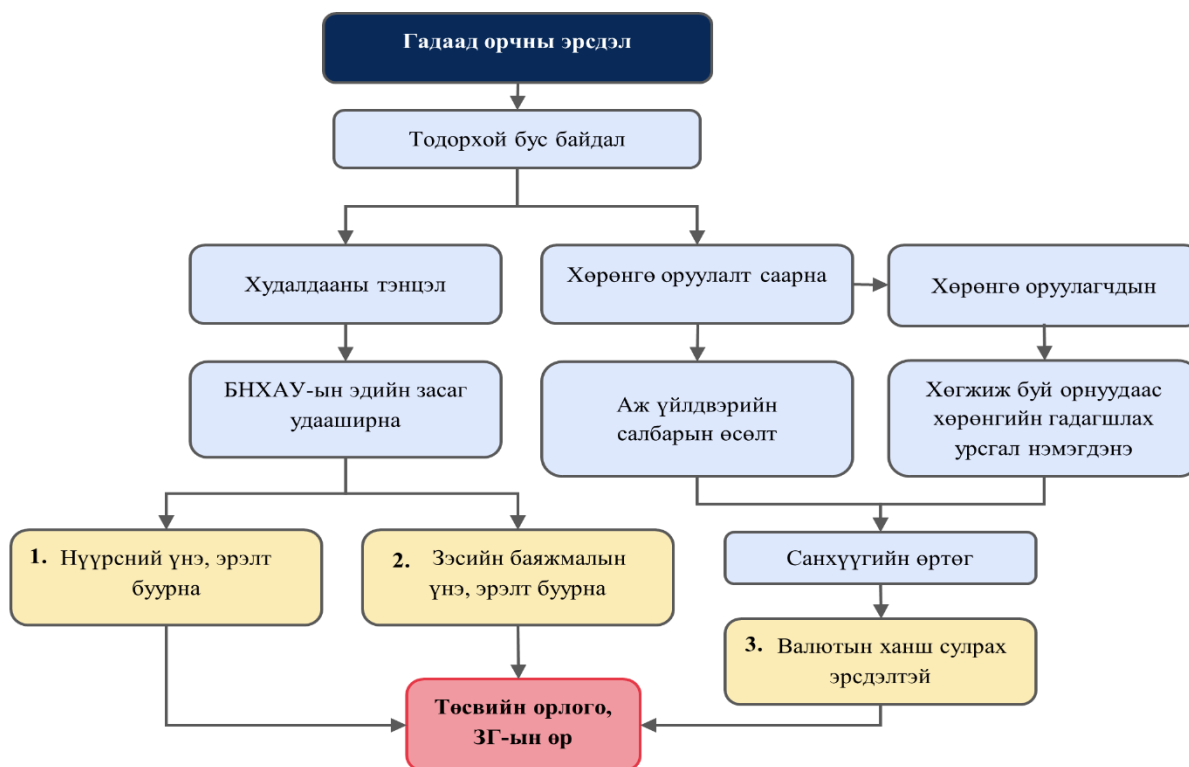 Гадаад орчны эрсдэл
Тодорхой бус байдал
Худалдааны тэнцэл
Хөрөнгө оруулалт саарна
Хөрөнгө оруулагчдын
БНХАУ-ын эдийн засаг
удааширна
Аж үйлдвэрийн
салбарын өсөлт
Хөгжиж буй орнуудаас
хөрөнгийн гадагшлах
урсгал нэмэгдэнэ
1. Нүүрсний үнэ, эрэлт
буурна
2. Зэсийн баяжмалын
үнэ, эрэлт буурна
Санхүүгийн өртөг
3. Валютын ханш сулрах
эрсдэлтэй
Төсвийн орлого,
ЗГ-ын өр